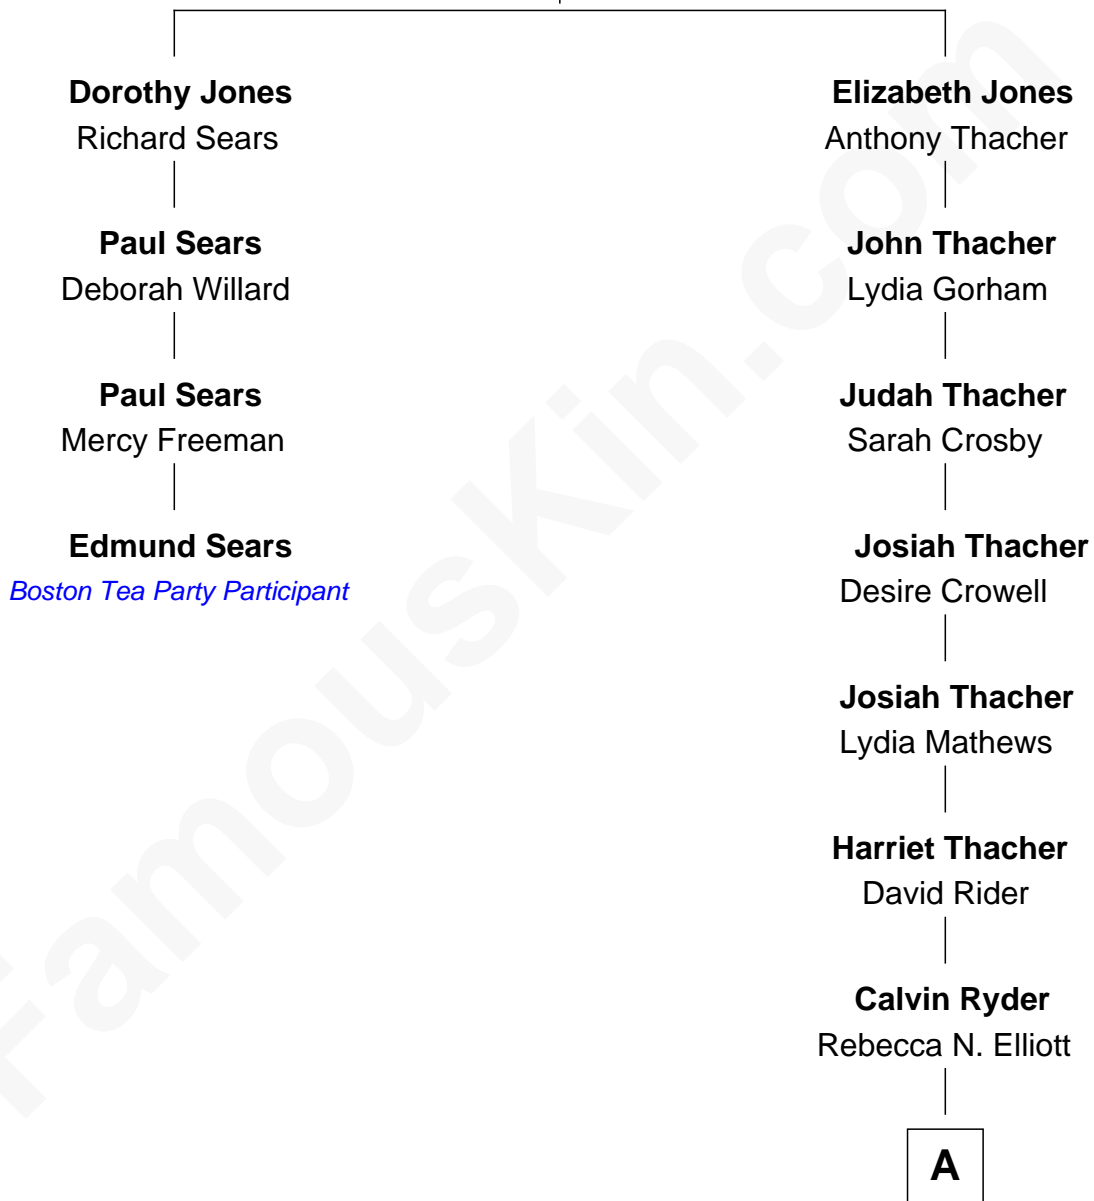 Dorothy Jones
Richard Sears
Paul Sears
Deborah Willard
Paul Sears
Mercy Freeman
Edmund Sears
Boston Tea Party Participant
Elizabeth Jones
Anthony Thacher
John Thacher
Lydia Gorham
Judah Thacher
Sarah Crosby
Josiah Thacher
Desire Crowell
Josiah Thacher
Lydia Mathews
Harriet Thacher
David Rider
Calvin Ryder
Rebecca N. Elliott
A
FamousKin.com